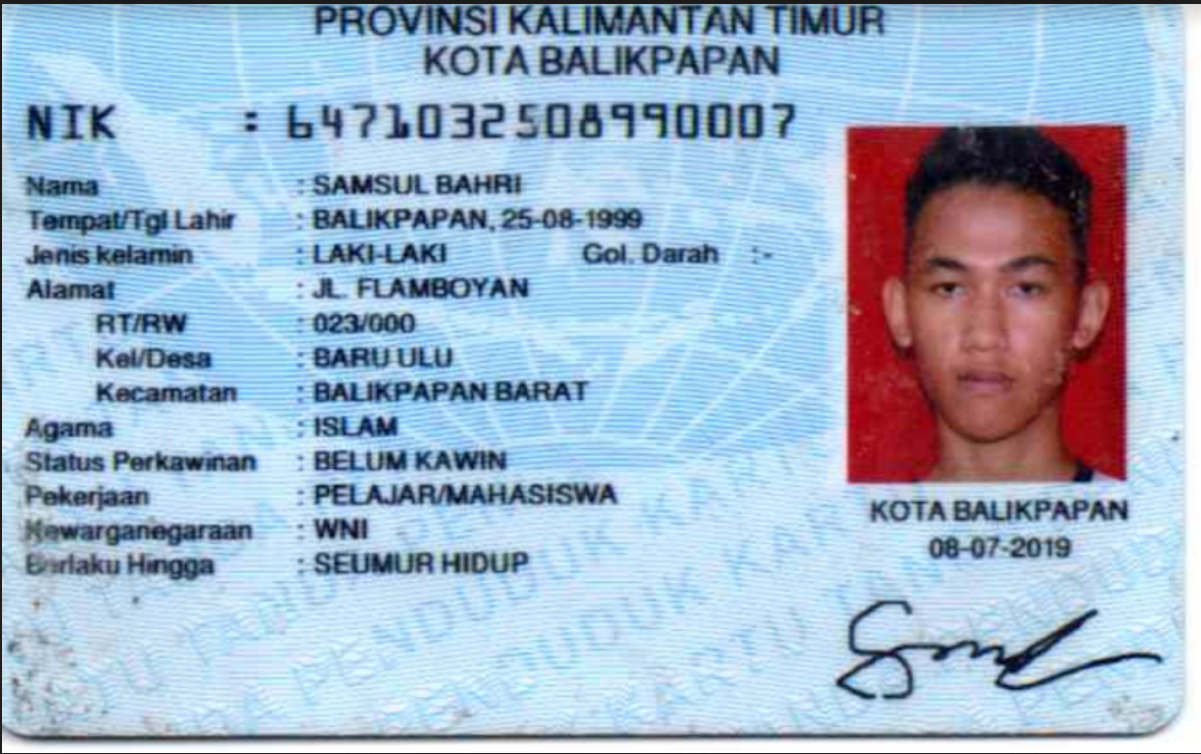 PROVINSI KALIMANTAN TIMUR
KOTA BALIKPAPAN
NIK : 6471032508990007
Nama : SAMSUL BAHRI
Tempat/Tgl Lahir : BALIKPAPAN, 25-08-1999
Jenis kelamin : LAKI-LAKI Gol. Darah : -
Alamat : JL. FLAMBOYAN
RT/RW : 023/000
Kel/Desa : BARU ULU
Kecamatan : BALIKPAPAN BARAT
Agama : ISLAM
Status Perkawinan : BELUM KAWIN
Pekerjaan : PELAJAR/MAHASISWA
Kewarganegaraan : WNI
Berlaku Hingga : SEUMUR HIDUP
KOTA BALIKPAPAN
08-07-2019